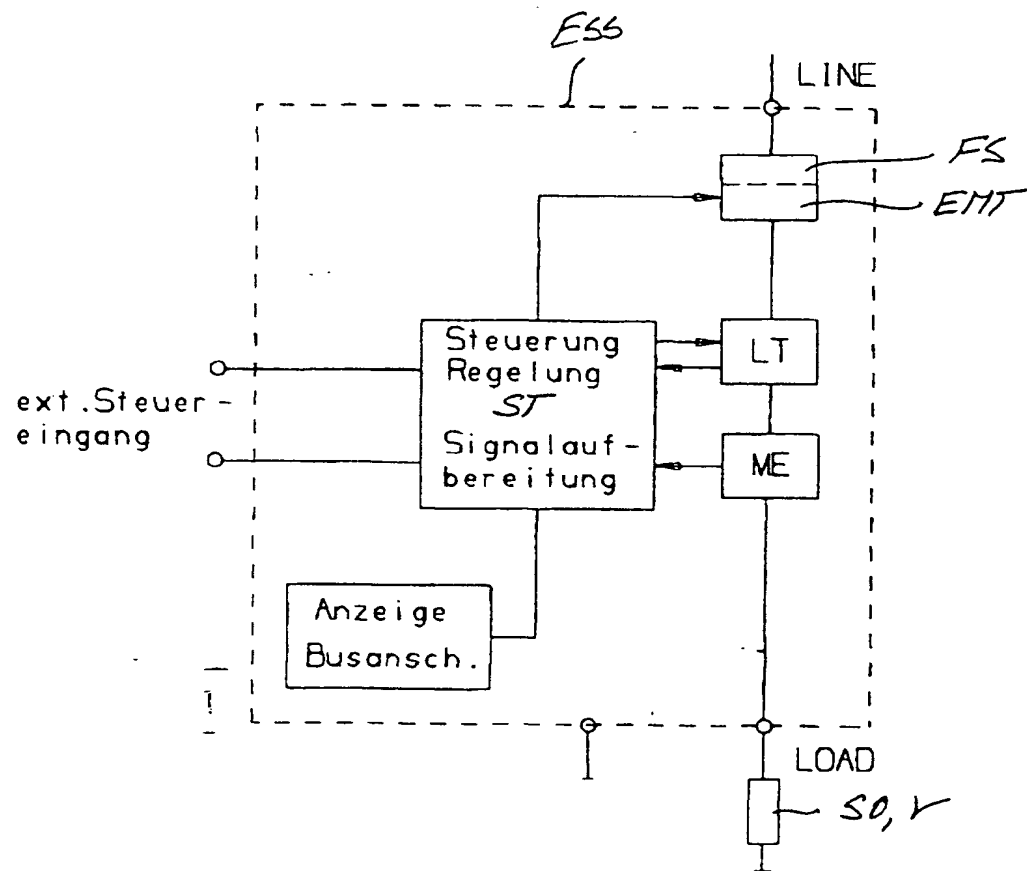 ESS
LINE
FS
EMT
Steuerung
Regelung
ST
Signalauf-
bereitung
LT
ME
ext.Steuer-
eingang
Anzeige
Busansch.
LOAD
SO, V